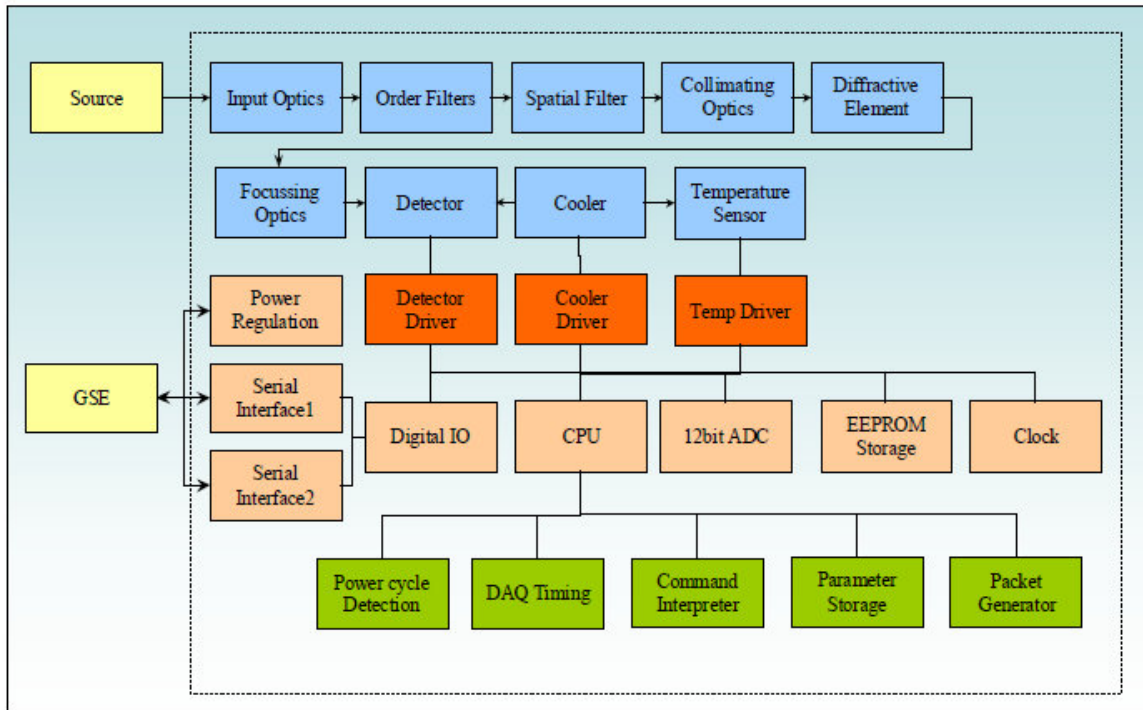 Source
Input Optics
Order Filters
Spatial Filter
Collimating
Optics
Diffractive
Element
Focussing
Optics
Detector
Cooler
Temperature
Sensor
Power
Regulation
Detector
Driver
Cooler
Driver
Temp Driver
GSE
Serial
Interface1
Serial
Interface2
Digital IO
CPU
12bit ADC
EEPROM
Storage
Clock
Power cycle
Detection
DAQ Timing
Command
Interpreter
Parameter
Storage
Packet
Generator